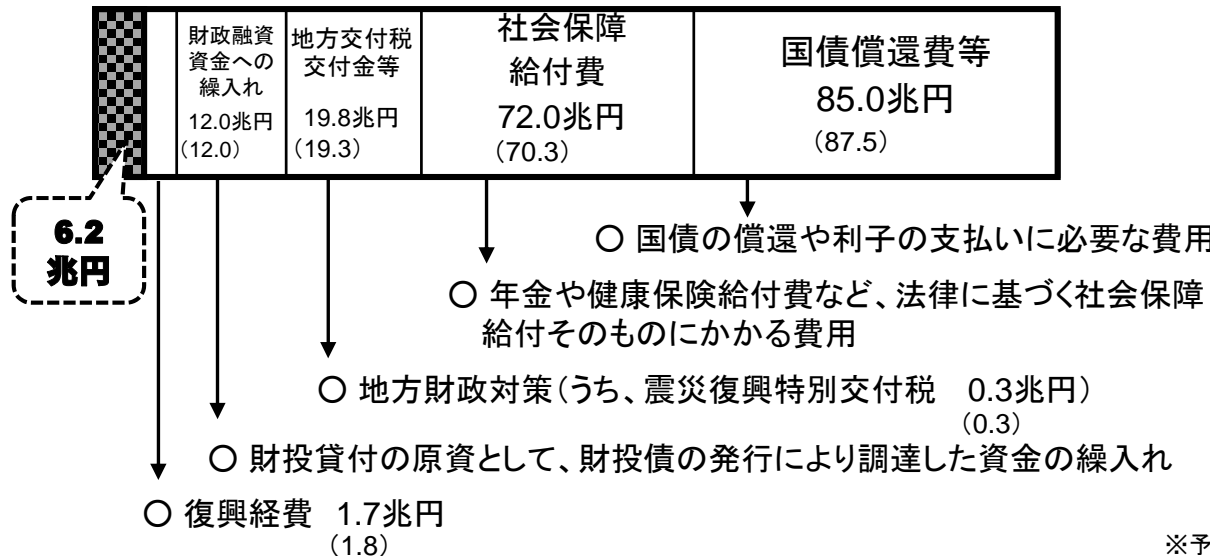 財政融資
資金への
繰入れ
12.0兆円
(12.0)
地方交付税
交付金等
19.8兆円
(19.3)
社会保障
給付費
72.0兆円
(70.3)
国債償還費等
85.0兆円
(87.5)
6.2
兆円
○ 国債の償還や利子の支払いに必要な費用
○ 年金や健康保険給付費など、法律に基づく社会保障
給付そのものにかかる費用
○ 地方財政対策(うち、震災復興特別交付税 0.3兆円)
(0.3)
○ 財投貸付の原資として、財投債の発行により調達した資金の繰入れ
○ 復興経費 1.7兆円
(1.8)
※予